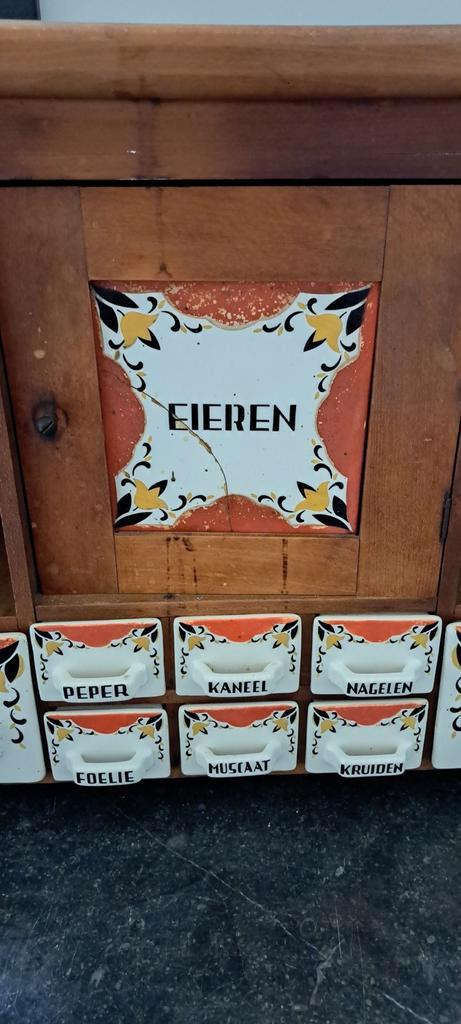 EIEREN
PEPER KANEEL NAGELEN
FOELIE MUSCAAT KRUIDEN